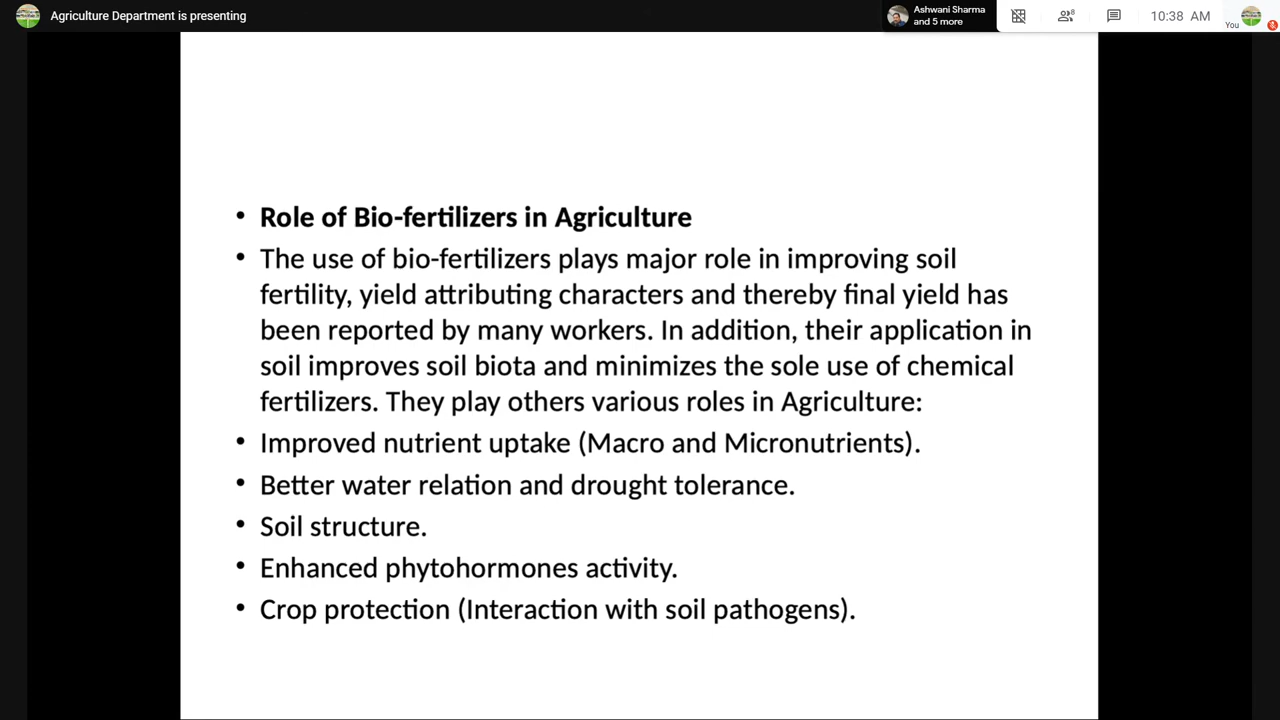 Agriculture Department is presenting
Ashwani Sharma
and 5 more
8
10:38 AM
You
• Role of Bio-fertilizers in Agriculture
• The use of bio-fertilizers plays major role in improving soil
fertility, yield attributing characters and thereby final yield has
been reported by many workers. In addition, their application in
soil improves soil biota and minimizes the sole use of chemical
fertilizers. They play others various roles in Agriculture:
• Improved nutrient uptake (Macro and Micronutrients).
• Better water relation and drought tolerance.
• Soil structure.
• Enhanced phytohormones activity.
• Crop protection (Interaction with soil pathogens).